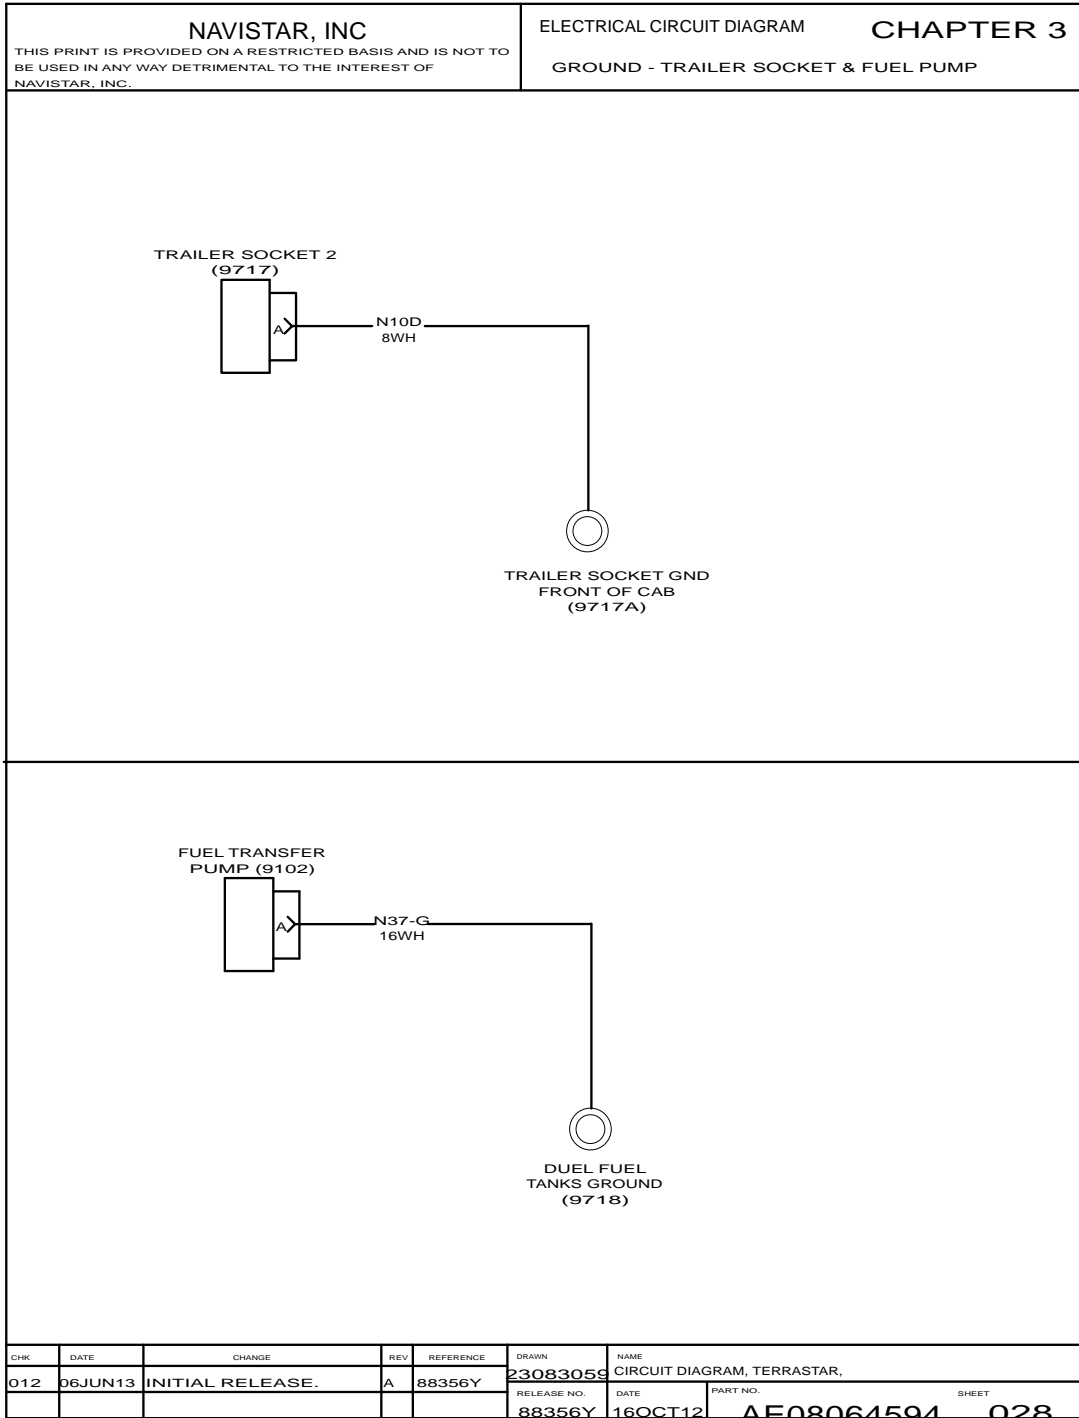 NAVISTAR, INC
THIS PRINT IS PROVIDED ON A RESTRICTED BASIS AND IS NOT TO
BE USED IN ANY WAY DETRIMENTAL TO THE INTEREST OF
NAVISTAR, INC.
ELECTRICAL CIRCUIT DIAGRAM
CHAPTER 3
GROUND - TRAILER SOCKET & FUEL PUMP
TRAILER SOCKET 2
(9717)
A
N10D
8WH
TRAILER SOCKET GND
FRONT OF CAB
(9717A)
FUEL TRANSFER
PUMP (9102)
A
N37-G
16WH
DUEL FUEL
TANKS GROUND
(9718)
CHK DATE CHANGE REV REFERENCE
012 06JUN13 INITIAL RELEASE. A 88356Y
DRAWN
23083059
NAME
CIRCUIT DIAGRAM, TERRASTAR,
RELEASE NO.
88356Y
DATE
16OCT12
PART NO.
AE08064594
SHEET
028